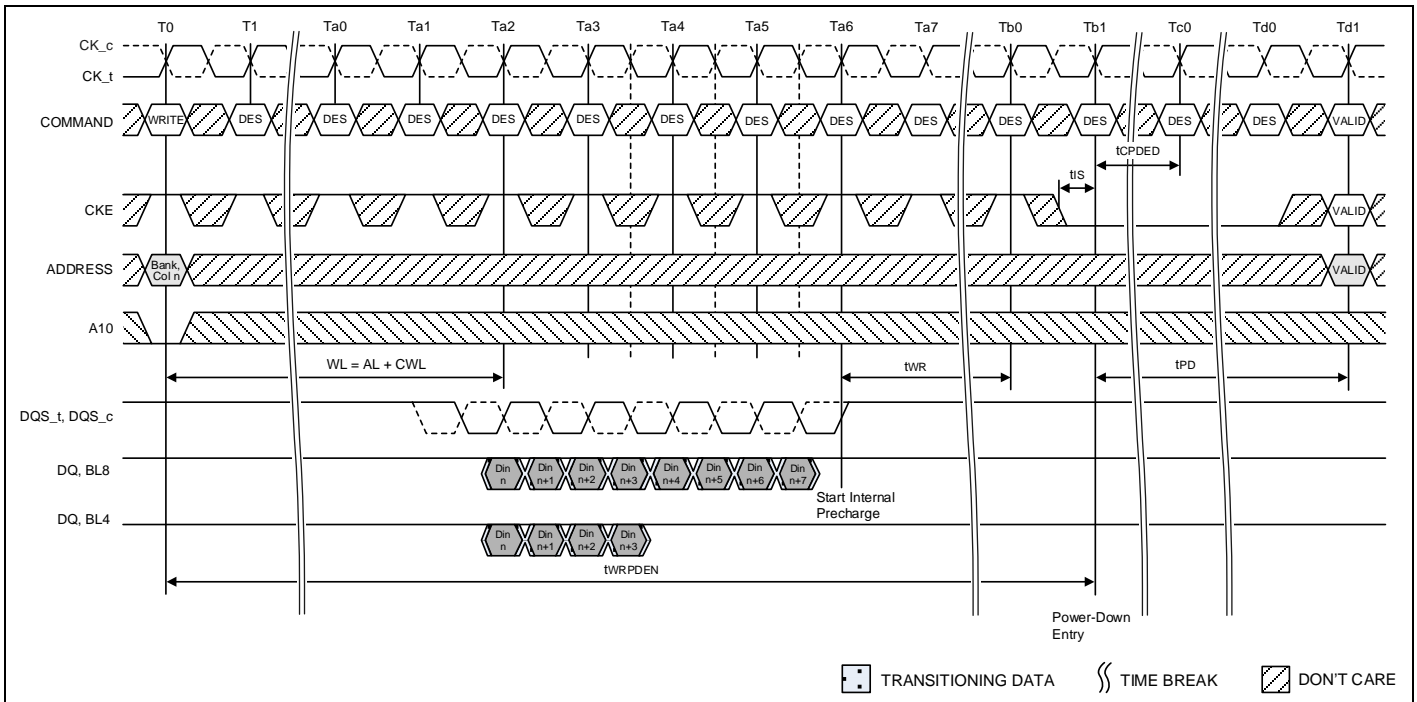 T0 T1 Ta0 Ta1 Ta2 Ta3 Ta4 Ta5 Ta6 Ta7 Tb0 Tb1 Tc0 Td0 Td1
CK_c
CK_t
COMMAND WRITE DES DES DES DES DES DES DES DES DES DES DES DES DES VALID
tCPDED
tIS
CKE VALID
ADDRESS Bank, Col n VALID
A10
WL = AL + CWL tWR tPD
DQS_t, DQS_c
DQ, BL8 Din n Din n+1 Din n+2 Din n+3 Din n+4 Din n+5 Din n+6 Din n+7
Start Internal
Precharge
DQ, BL4 Din n Din n+1 Din n+2 Din n+3
tWRPDEN
Power-Down
Entry
TRANSITIONING DATA TIME BREAK DON'T CARE